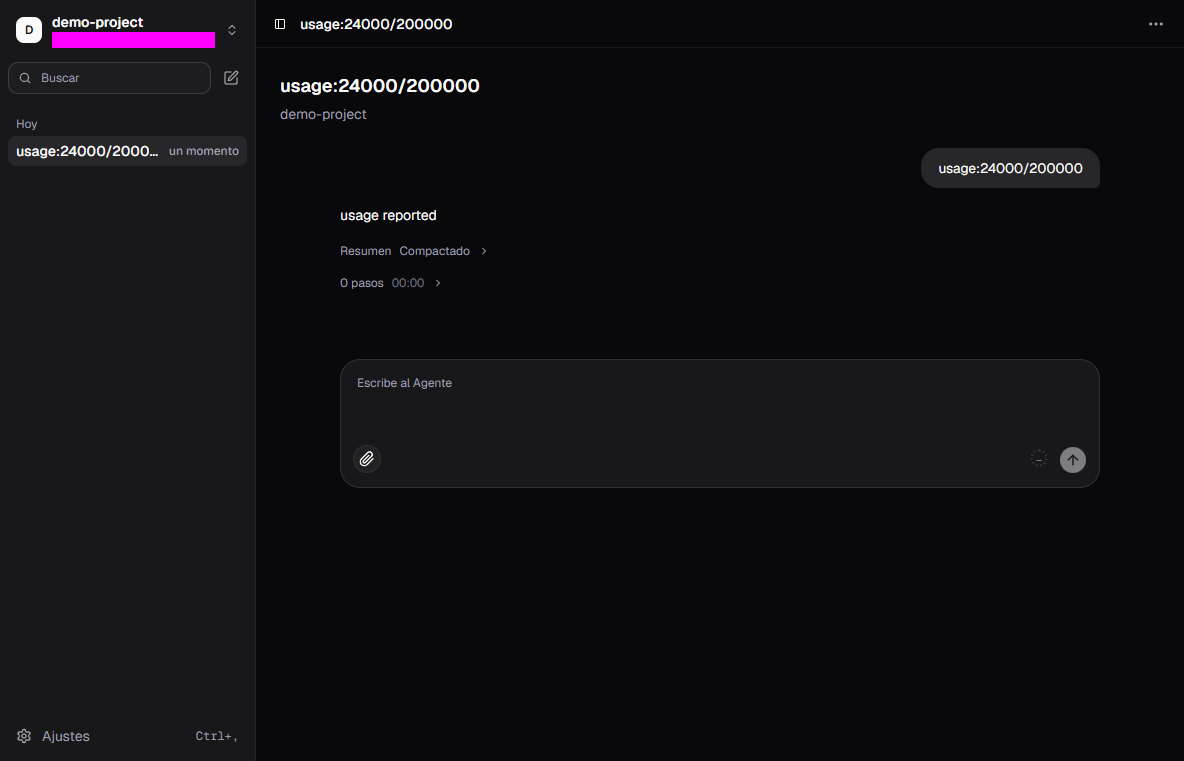 D
demo-project
Buscar
Hoy
usage:24000/2000... un momento
Ajustes
Ctrl+,
usage:24000/200000
usage:24000/200000
demo-project
usage:24000/200000
usage reported
Resumen Compactado
0 pasos 00:00
Escribe al Agente